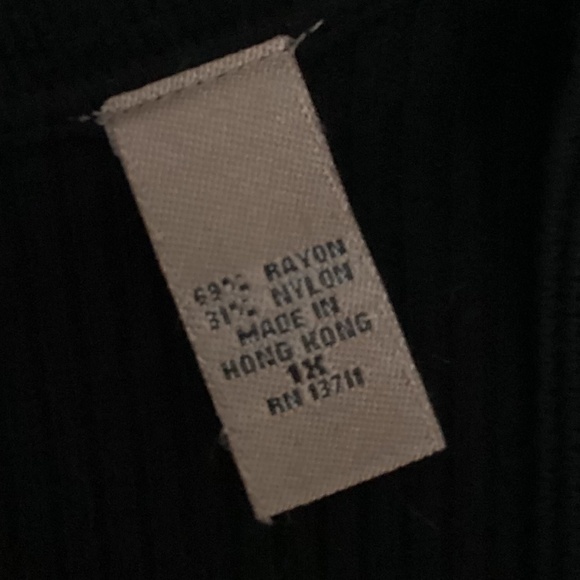 69% RAYON
31% NYLON
MADE IN
HONG KONG
1X
RN 13711